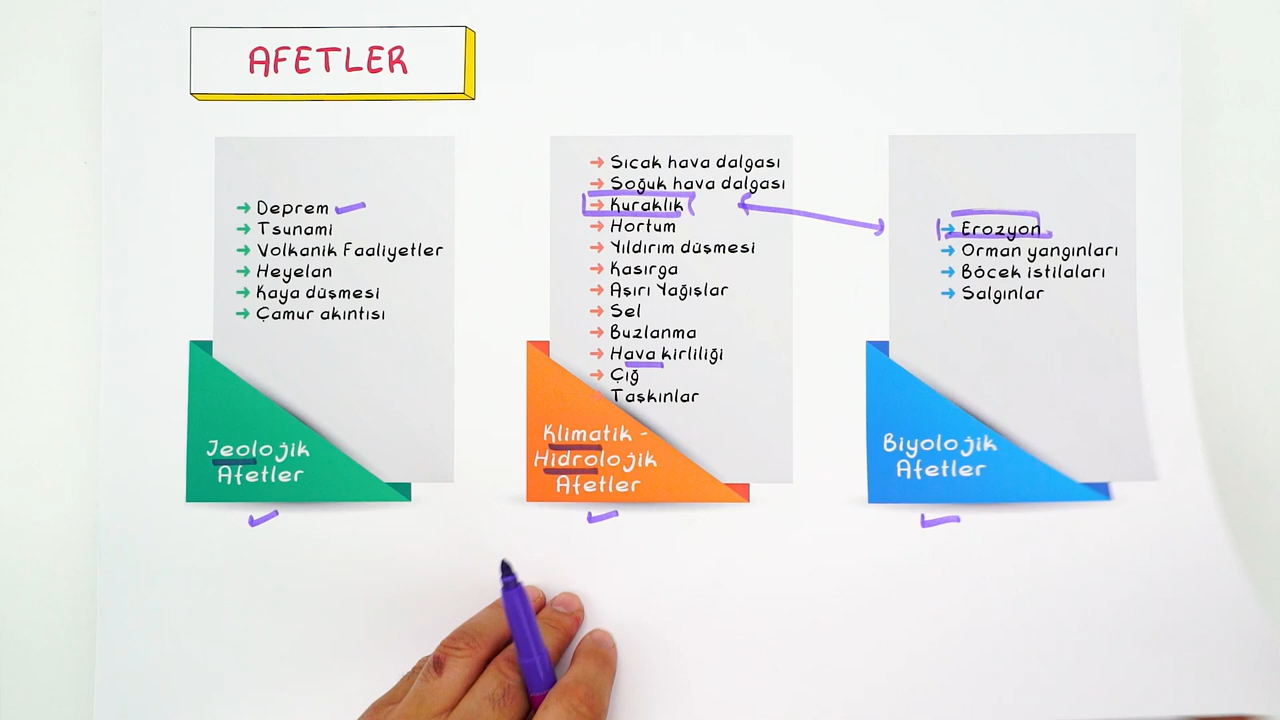 AFETLER
Deprem
Tsunami
Volkanik Faaliyetler
Heyelan
Kaya düşmesi
Çamur akıntısı
Jeolojik
Afetler
Sıcak hava dalgası
Soğuk hava dalgası
Kuraklık
Hortum
Yıldırım düşmesi
Kasırga
Aşırı Yağışlar
Sel
Buzlanma
Hava kirliliği
Çığ
Taşkınlar
Klimatik -
Hidrolojik
Afetler
Erozyon
Orman yangınları
Böcek istilaları
Salgınlar
Biyolojik
Afetler